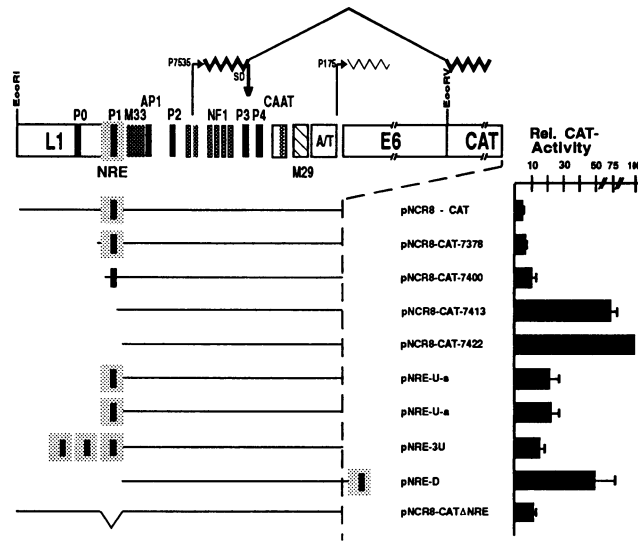 P7535
SD
P175
EcoRI
EcoRV
AP1
CAAT
P0
P1
M33
P2
NF1
P3
P4
L1
A/T
E6
CAT
NRE
M29
Rel. CAT-
Activity
10
30
50
75
100
pNCR8 - CAT
pNCR8-CAT-7378
pNCR8-CAT-7400
pNCR8-CAT-7413
pNCR8-CAT-7422
pNRE-U-s
pNRE-U-a
pNRE-3U
pNRE-D
pNCR8-CATΔNRE